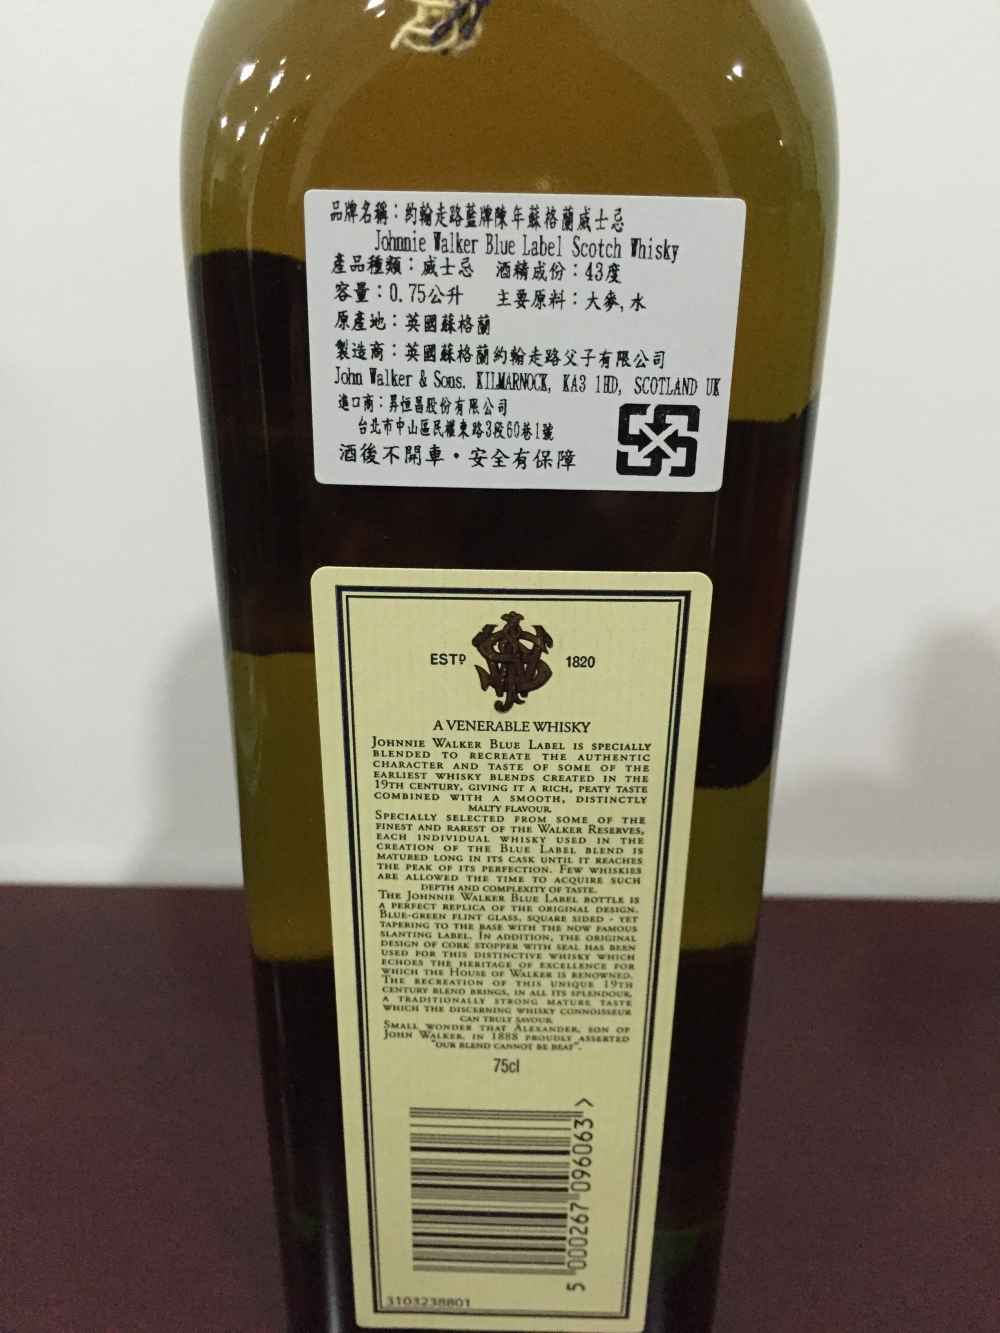 品牌名稱：約翰走路藍牌陳年蘇格蘭威士忌
Johnnie Walker Blue Label Scotch Whisky
產品種類：威士忌 酒精成份：43度
容量：0.75公升 主要原料：大麥,水
原產地：英國蘇格蘭
製造商：英國蘇格蘭約翰走路父子有限公司
John Walker & Sons. KILMARNOCK, KA3 1HD, SCOTLAND UK
進口商：昇恒昌股份有限公司
台北市中山區民權東路3段60巷1號
酒後不開車・安全有保障
ESTD 1820
A VENERABLE WHISKY
JOHNNIE WALKER BLUE LABEL IS SPECIALLY
BLENDED TO RECREATE THE AUTHENTIC
CHARACTER AND TASTE OF SOME OF THE
EARLIEST WHISKY BLENDS CREATED IN THE
19TH CENTURY, GIVING IT A RICH, PEATY TASTE
COMBINED WITH A SMOOTH, DISTINCTLY
MALTY FLAVOUR.
SPECIALLY SELECTED FROM SOME OF THE
FINEST AND RAREST OF THE WALKER RESERVES,
EACH INDIVIDUAL WHISKY USED IN THE
CREATION OF THE BLUE LABEL BLEND IS
MATURED LONG IN ITS CASK UNTIL IT REACHES
THE PEAK OF ITS PERFECTION. FEW WHISKIES
ARE ALLOWED THE TIME TO ACQUIRE SUCH
DEPTH AND COMPLEXITY OF TASTE.
THE JOHNNIE WALKER BLUE LABEL BOTTLE IS
A PERFECT REPLICA OF THE ORIGINAL DESIGN.
BLUE-GREEN FLINT GLASS, SQUARE SIDED - YET
TAPERING TO THE BASE WITH THE NOW FAMOUS
SLANTING LABEL. IN ADDITION, THE ORIGINAL
DESIGN OF CORK STOPPER WITH SEAL HAS BEEN
USED FOR THIS DISTINCTIVE WHISKY WHICH
ECHOES THE HERITAGE OF EXCELLENCE FOR
WHICH THE HOUSE OF WALKER IS RENOWNED.
THE RECREATION OF THIS UNIQUE 19TH
CENTURY BLEND BRINGS, IN ALL ITS SPLENDOUR,
A TRADITIONALLY STRONG MATURE TASTE
WHICH THE DISCERNING WHISKY CONNOISSEUR
CAN TRULY SAVOUR.
SMALL WONDER THAT ALEXANDER, SON OF
JOHN WALKER, IN 1888 PROUDLY ASSERTED
"OUR BLEND CANNOT BE BEAT".
75cl
5 000267 096063 >
3103238801